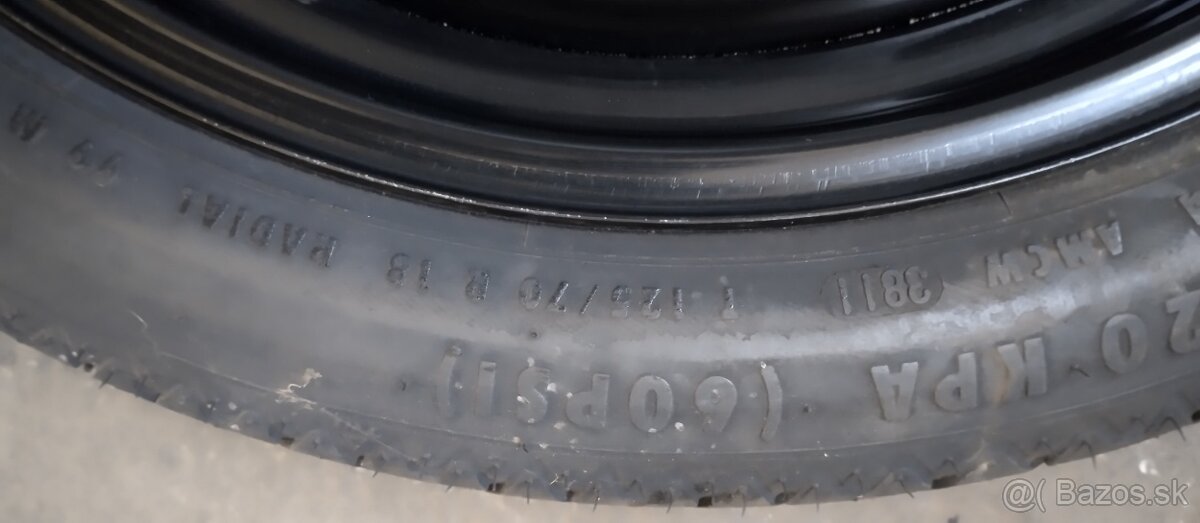 AMCW 3811 T 125/70 R 18 RADIAL 99 M
20 KPA (60PSI)
@( Bazos.sk